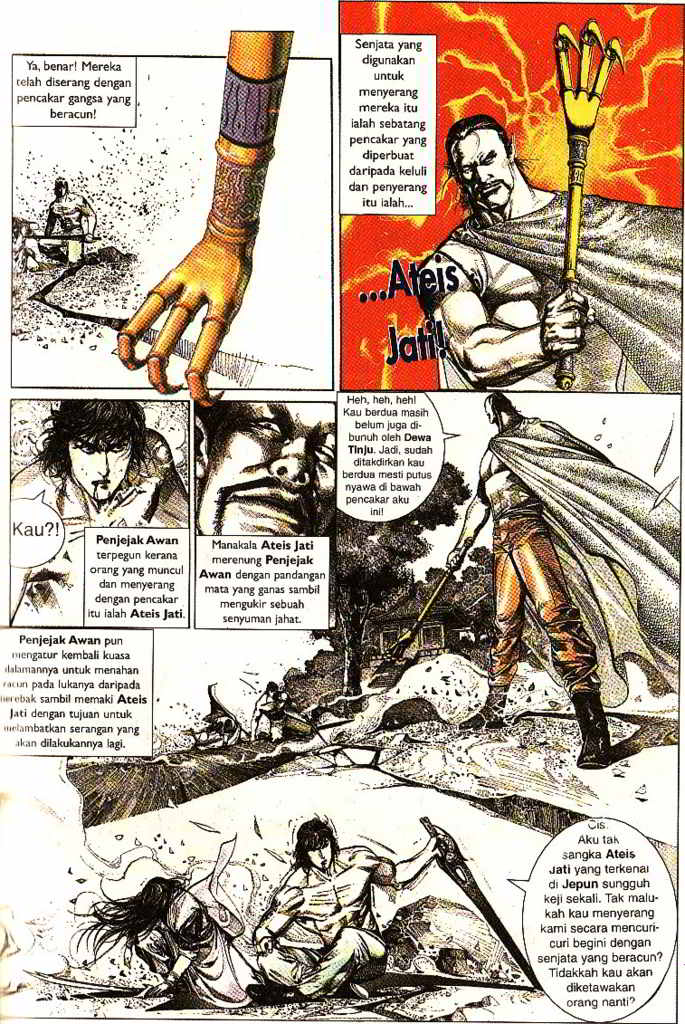 Ya, benar! Mereka
telah diserang dengan
pencakar gangsa yang
beracun!
Senjata yang
digunakan
untuk
menyerang
mereka itu
ialah sebatang
pencakar yang
diperbuat
daripada keluli
dan penyerang
itu ialah...
...Ateis
Jati!
Kau?!
Penjejak Awan
terpegun kerana
orang yang muncul
dan menyerang
dengan pencakar
itu ialah Ateis Jati.
Manakala Ateis Jati
merenung Penjejak
Awan dengan pandangan
mata yang ganas sambil
mengukir sebuah
senyuman jahat.
Heh, heh, heh!
Kau berdua masih
belum juga di-
bunuh oleh Dewa
Tinju. Jadi, sudah
ditakdirkan kau
berdua mesti putus
nyawa di bawah
pencakar aku
ini!
Penjejak Awan pun
mengatur kembali kuasa
dalamannya untuk menahan
racun pada lukanya daripada
merebak sambil memaki Ateis
Jati dengan tujuan untuk
melambatkan serangan yang
akan dilakukannya lagi.
Cis.
Aku tak
sangka Ateis
Jati yang terkenal
di Jepun sungguh
keji sekali. Tak malu-
kah kau menyerang
kami secara mencuri-
curi begini dengan
senjata yang beracun?
Tidakkah kau akan
diketawakan
orang nanti?